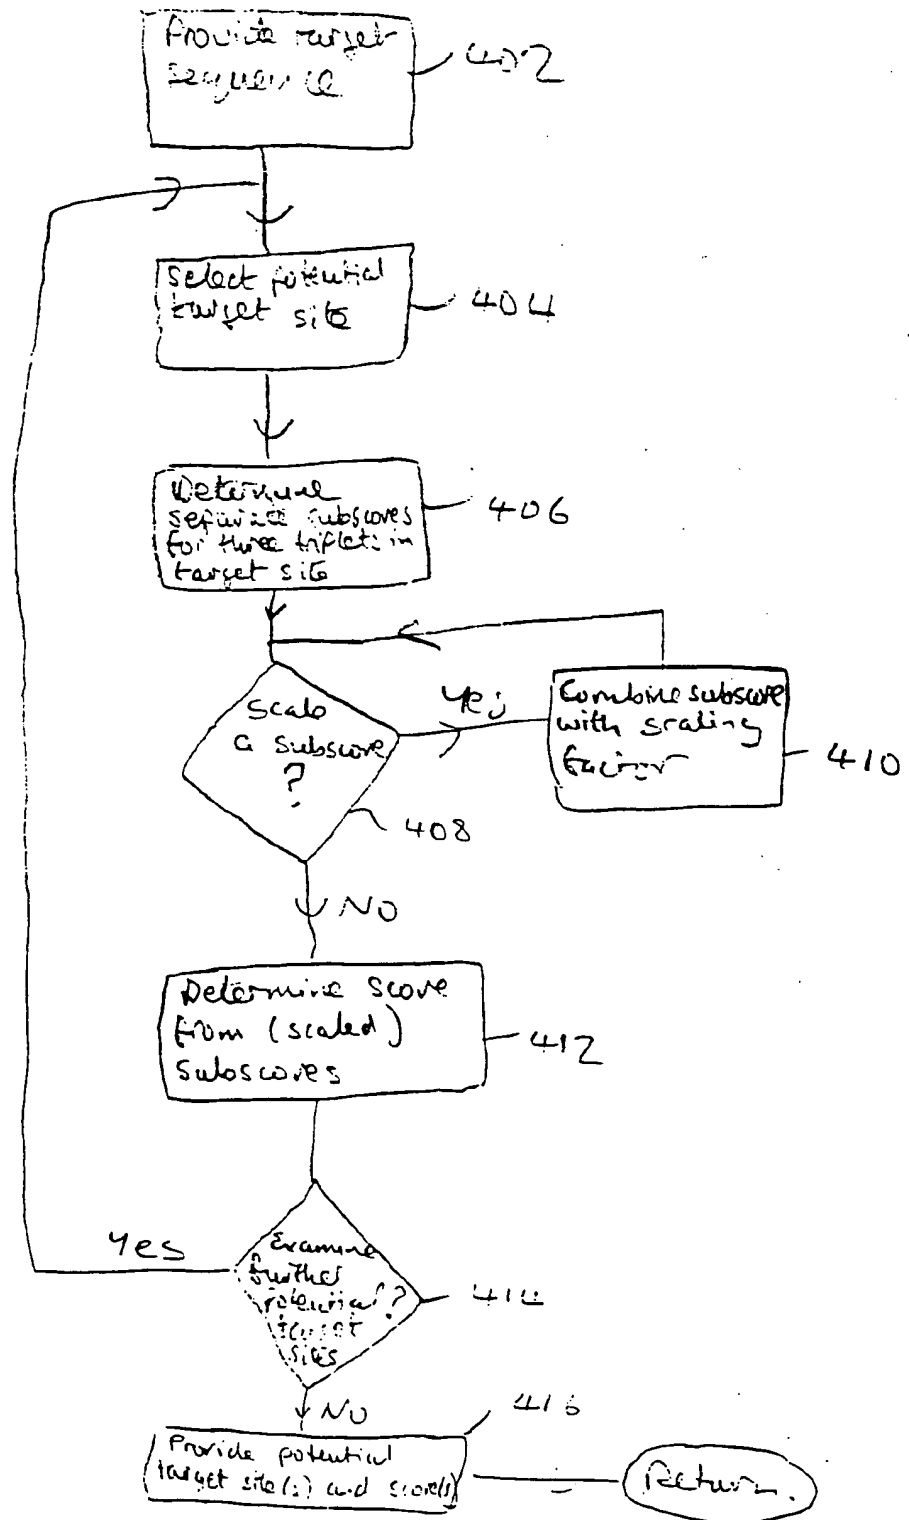 Provide target
sequence
402
Select potential
target site
404
Determine
separate subscores
for three triplets in
target site
406
Scale
a subscore
?
408
Yes
Combine subscore
with scaling
factor
410
NO
Determine score
from (scaled)
subscores
412
Examine
further
potential
target
sites
?
414
Yes
NO
416
Provide potential
target site(s) and score(s)
Return.